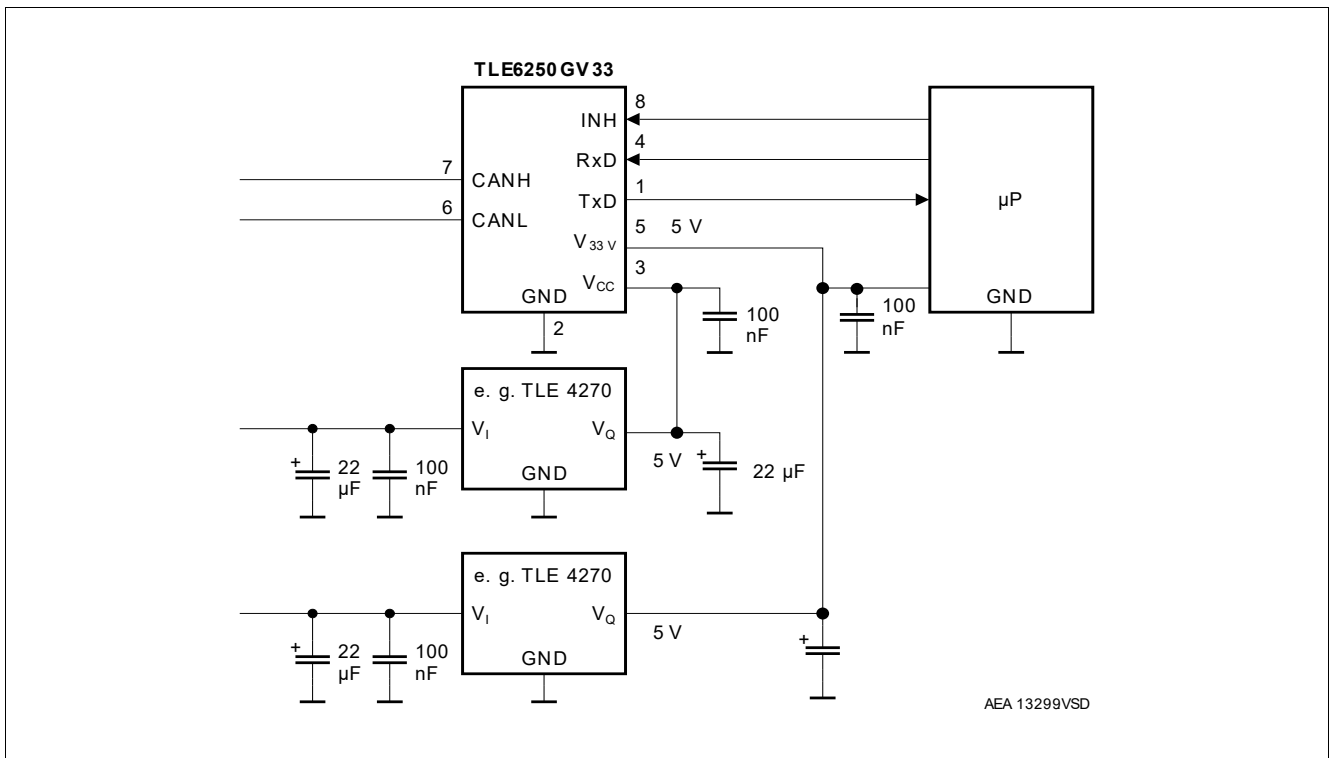 TLE6250 GV33
INH
8
RxD
4
TxD
1
V33 V
5
5 V
VCC
3
GND
2
7
CANH
6
CANL
µP
GND
100
nF
100
nF
e. g. TLE 4270
VI
VQ
GND
5 V
+
22 µF
+
22
µF
100
nF
e. g. TLE 4270
VI
VQ
GND
5 V
+
+
22
µF
100
nF
AEA 13299VSD